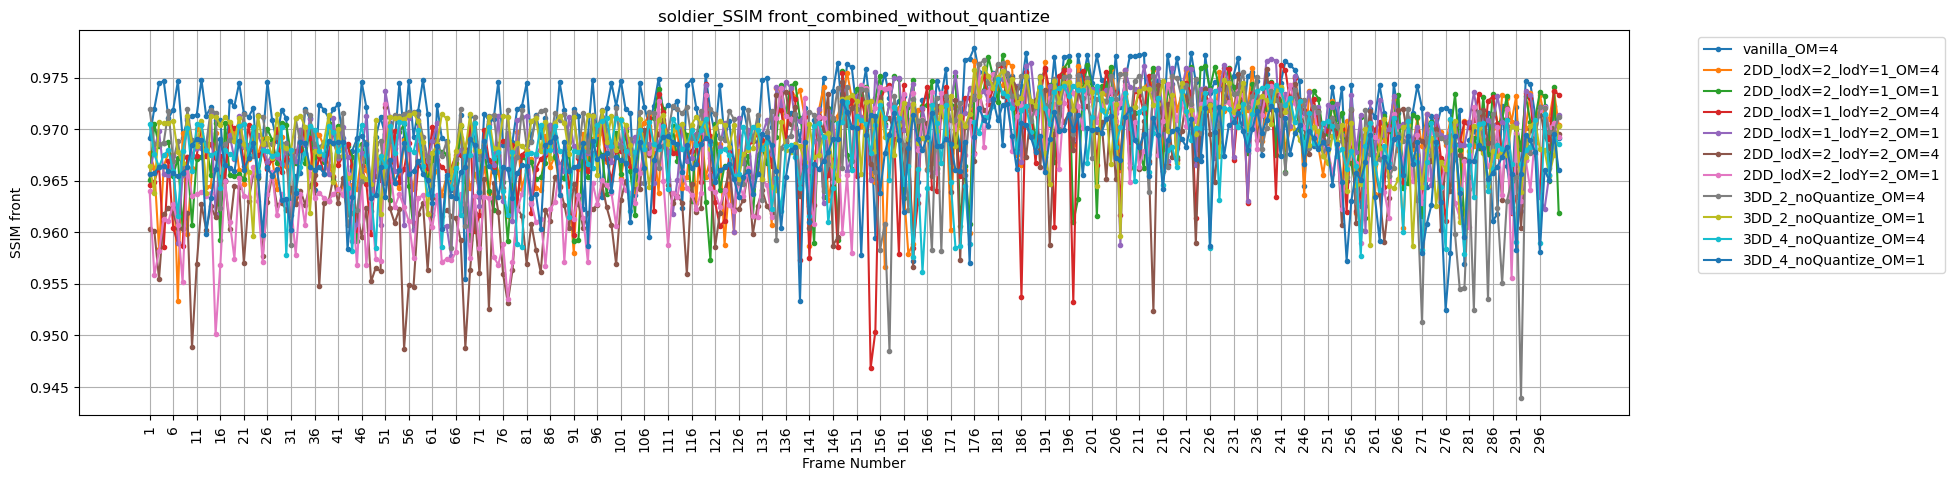 soldier_SSIM front_combined_without_quantize
SSIM front
0.975
0.970
0.965
0.960
0.955
0.950
0.945
1 6 11 16 21 26 31 36 41 46 51 56 61 66 71 76 81 86 91 96 101 106 111 116 121 126 131 136 141 146 151 156 161 166 171 176 181 186 191 196 201 206 211 216 221 226 231 236 241 246 251 256 261 266 271 276 281 286 291 296
Frame Number
vanilla_OM=4
2DD_lodX=2_lodY=1_OM=4
2DD_lodX=2_lodY=1_OM=1
2DD_lodX=1_lodY=2_OM=4
2DD_lodX=1_lodY=2_OM=1
2DD_lodX=2_lodY=2_OM=4
2DD_lodX=2_lodY=2_OM=1
3DD_2_noQuantize_OM=4
3DD_2_noQuantize_OM=1
3DD_4_noQuantize_OM=4
3DD_4_noQuantize_OM=1